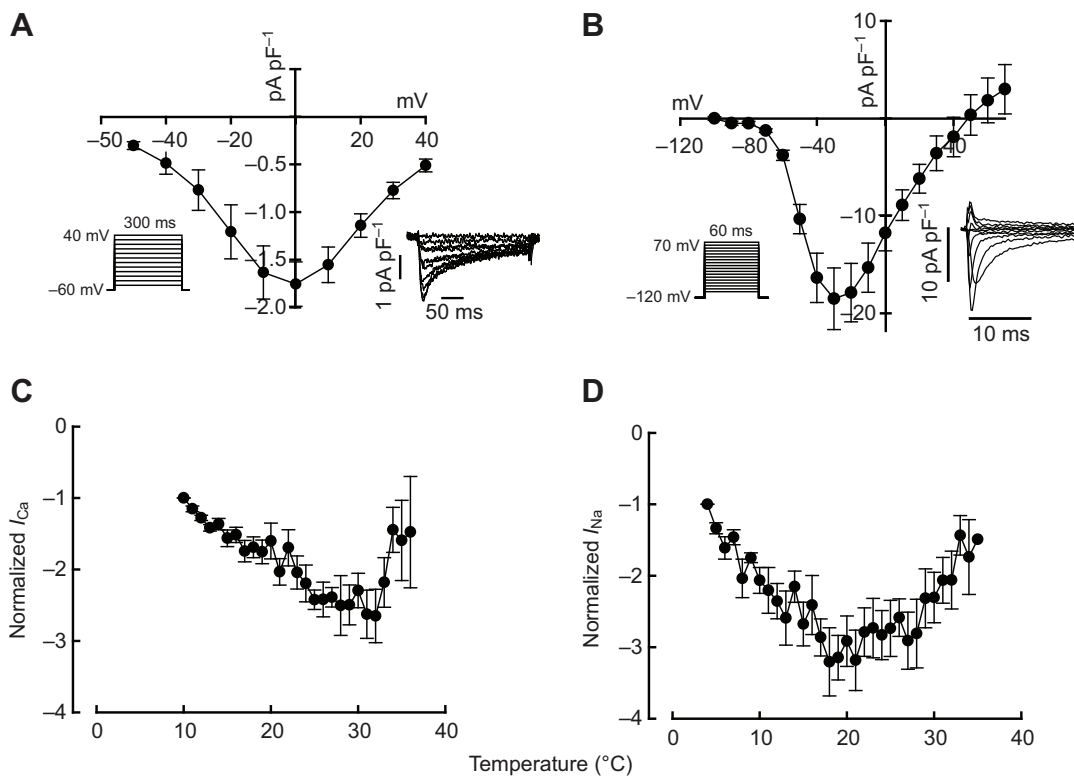 A
pA pF⁻¹
mV
–50 –40 –20 20 40
–0.5
–1.0
–1.5
–2.0
300 ms
40 mV
–60 mV
1 pA pF⁻¹
50 ms
B
10
pA pF⁻¹
mV
–120 –80 –40 40
–10
–20
60 ms
70 mV
–120 mV
10 pA pF⁻¹
10 ms
C
Normalized I_Ca
0
–1
–2
–3
–4
0 10 20 30 40
D
Normalized I_Na
0
–1
–2
–3
–4
0 10 20 30 40
Temperature (°C)